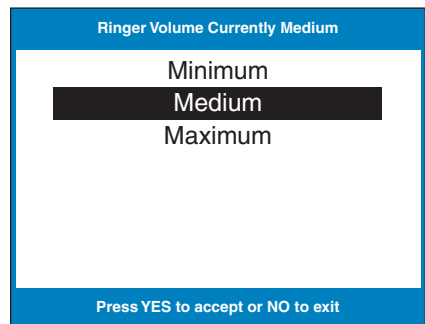 Ringer Volume Currently Medium
Minimum
Medium
Maximum
Press YES to accept or NO to exit